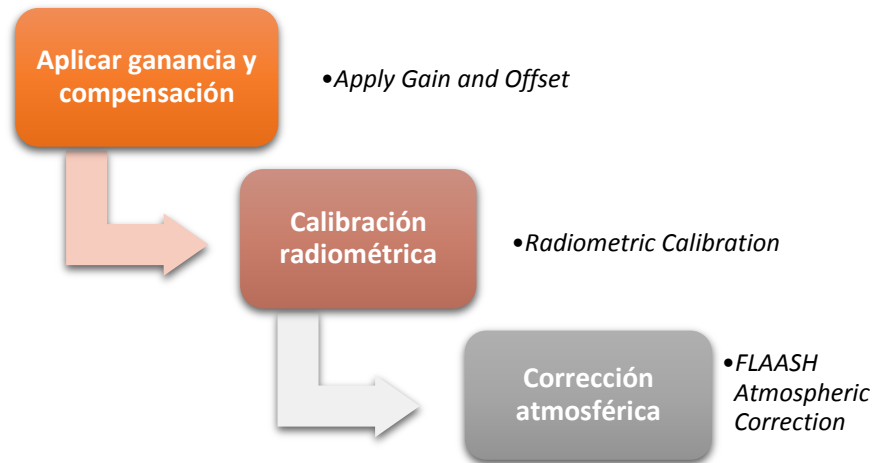 Aplicar ganancia y
compensación
•Apply Gain and Offset
Calibración
radiométrica
•Radiometric Calibration
Corrección
atmosférica
•FLAASH
Atmospheric
Correction